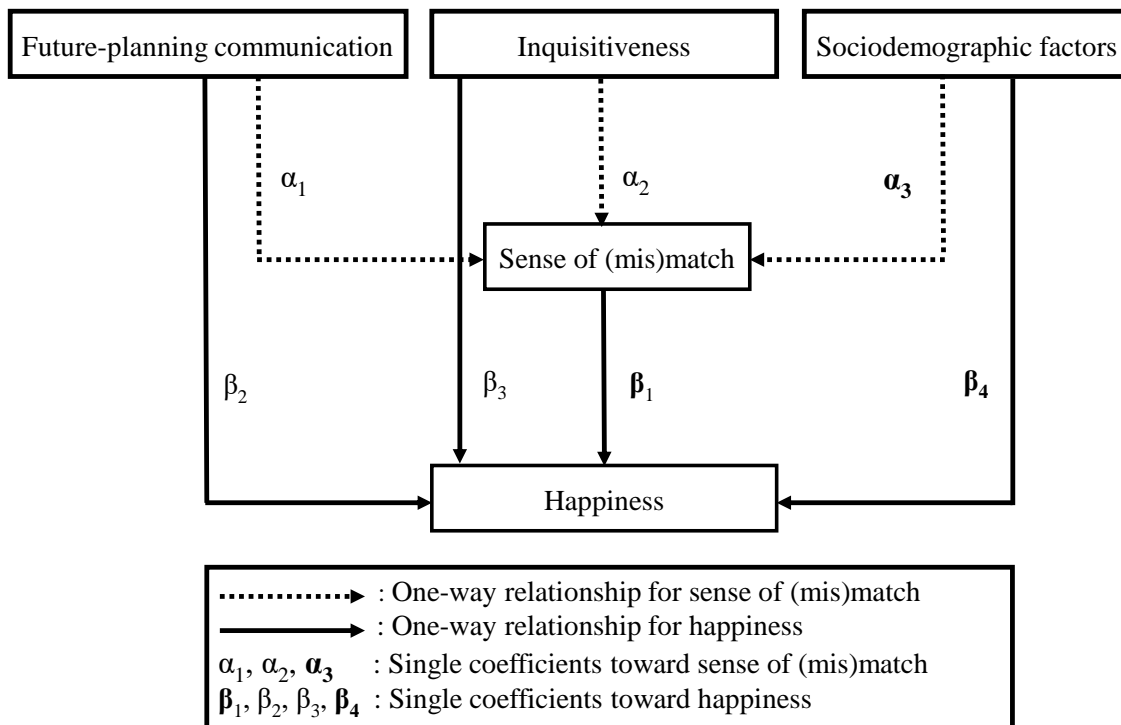 Future-planning communication
Inquisitiveness
Sociodemographic factors
α1
α2
α3
Sense of (mis)match
β2
β3
β1
β4
Happiness
: One-way relationship for sense of (mis)match
: One-way relationship for happiness
α1, α2, α3 : Single coefficients toward sense of (mis)match
β1, β2, β3, β4 : Single coefficients toward happiness